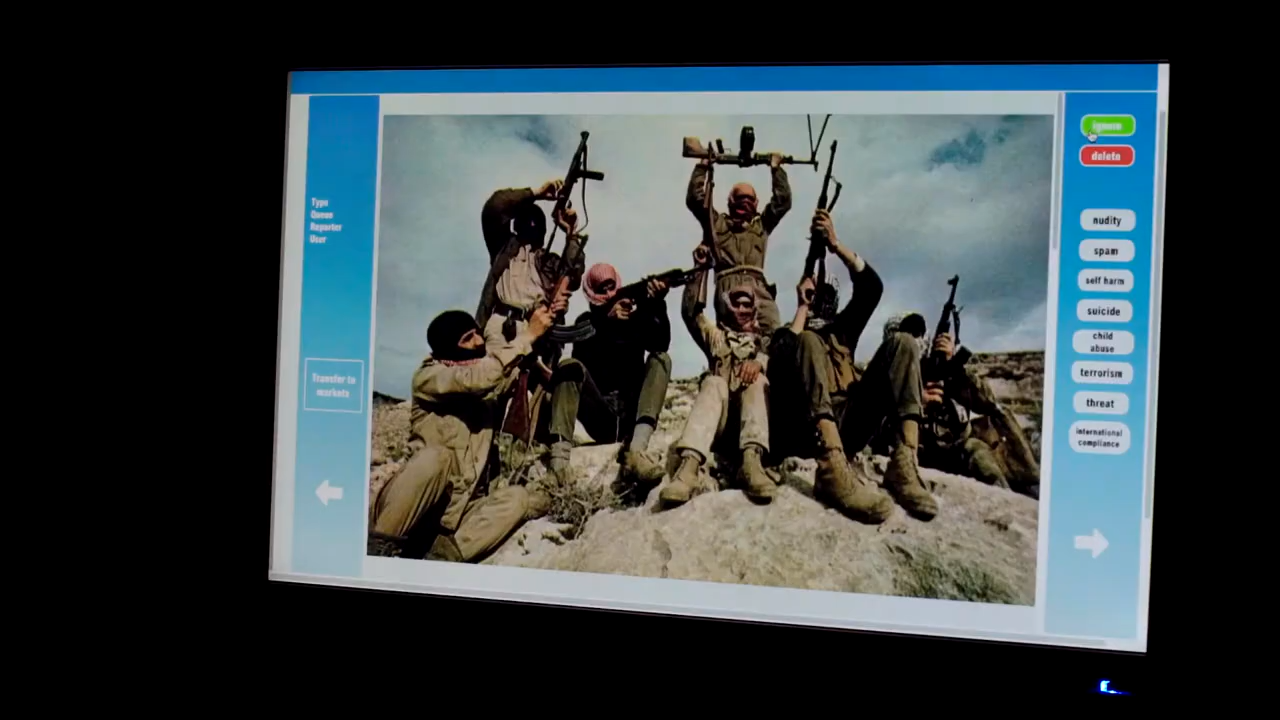 Type
Queue
Reporter
User
Transfer to
markets
ignore
delete
nudity
spam
self harm
suicide
child
abuse
terrorism
threat
international
compliance